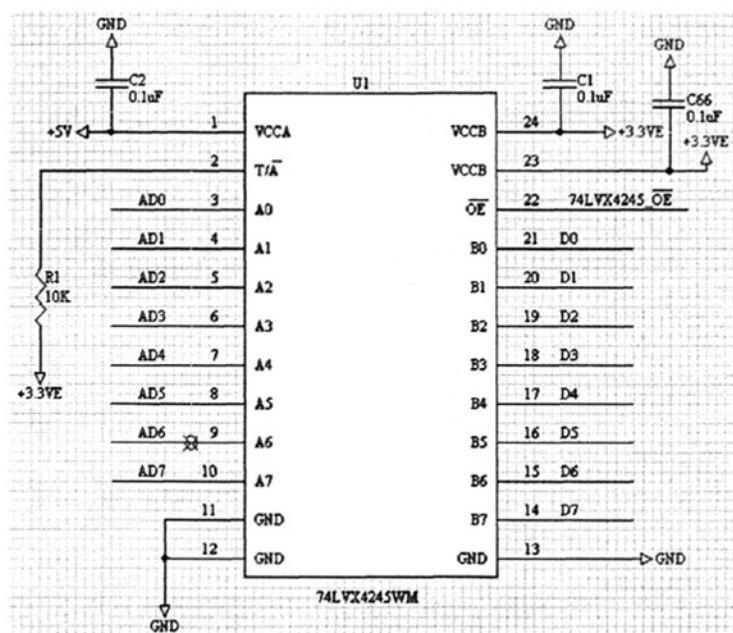 GND
C2
0.1uF
+5V
1
VCCA
2
T/A̅
AD0 3 A0
AD1 4 A1
AD2 5 A2
AD3 6 A3
AD4 7 A4
AD5 8 A5
AD6 9 A6
AD7 10 A7
11 GND
12 GND
GND
R1
10K
+3.3VE
U1
GND
C1
0.1uF
GND
C66
0.1uF
VCCB 24 +3.3VE
VCCB 23 +3.3VE
O̅E̅ 22 74LVX4245_O̅E̅
B0 21 D0
B1 20 D1
B2 19 D2
B3 18 D3
B4 17 D4
B5 16 D5
B6 15 D6
B7 14 D7
GND 13 GND
74LVX4245WM